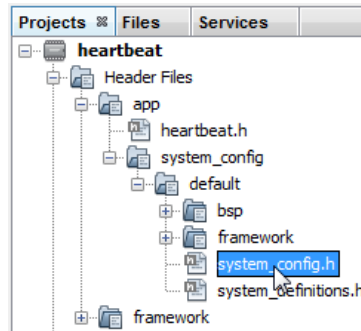 Projects Files Services
heartbeat
Header Files
app
heartbeat.h
system_config
default
bsp
framework
system_config.h
system_definitions.h
framework